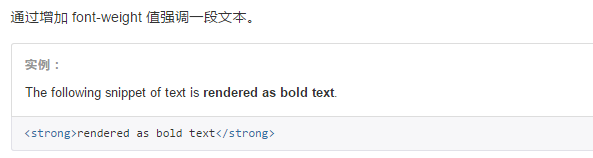 通过增加 font-weight 值强调一段文本。
实例：
The following snippet of text is rendered as bold text.
<strong>rendered as bold text</strong>